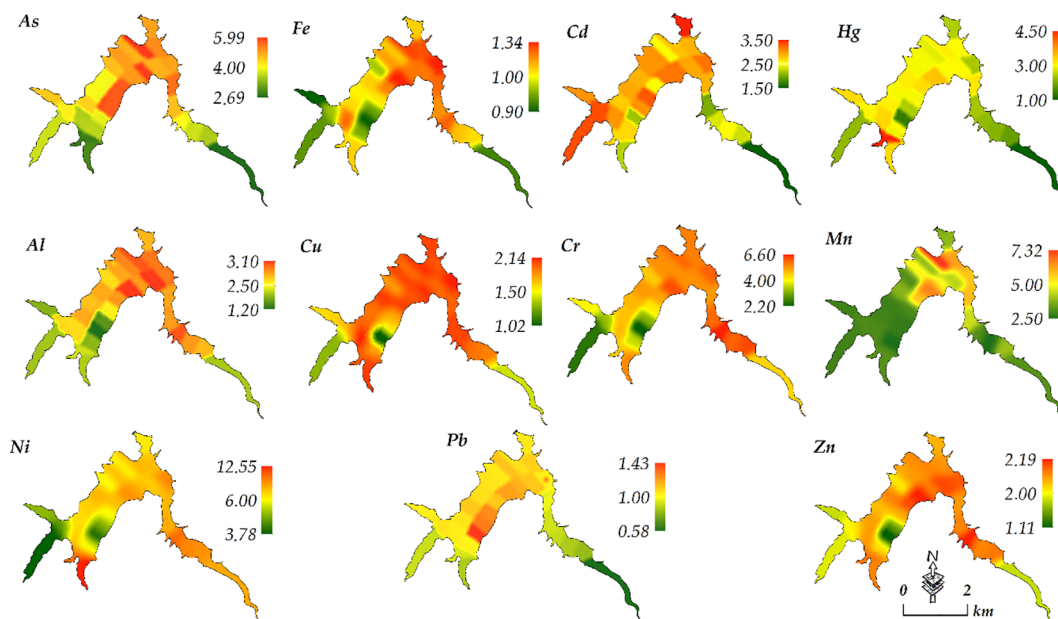 As
5.99
4.00
2.69
Fe
1.34
1.00
0.90
Cd
3.50
2.50
1.50
Hg
4.50
3.00
1.00
Al
3.10
2.50
1.20
Cu
2.14
1.50
1.02
Cr
6.60
4.00
2.20
Mn
7.32
5.00
2.50
Ni
12.55
6.00
3.78
Pb
1.43
1.00
0.58
Zn
2.19
2.00
1.11
N
0 2
km